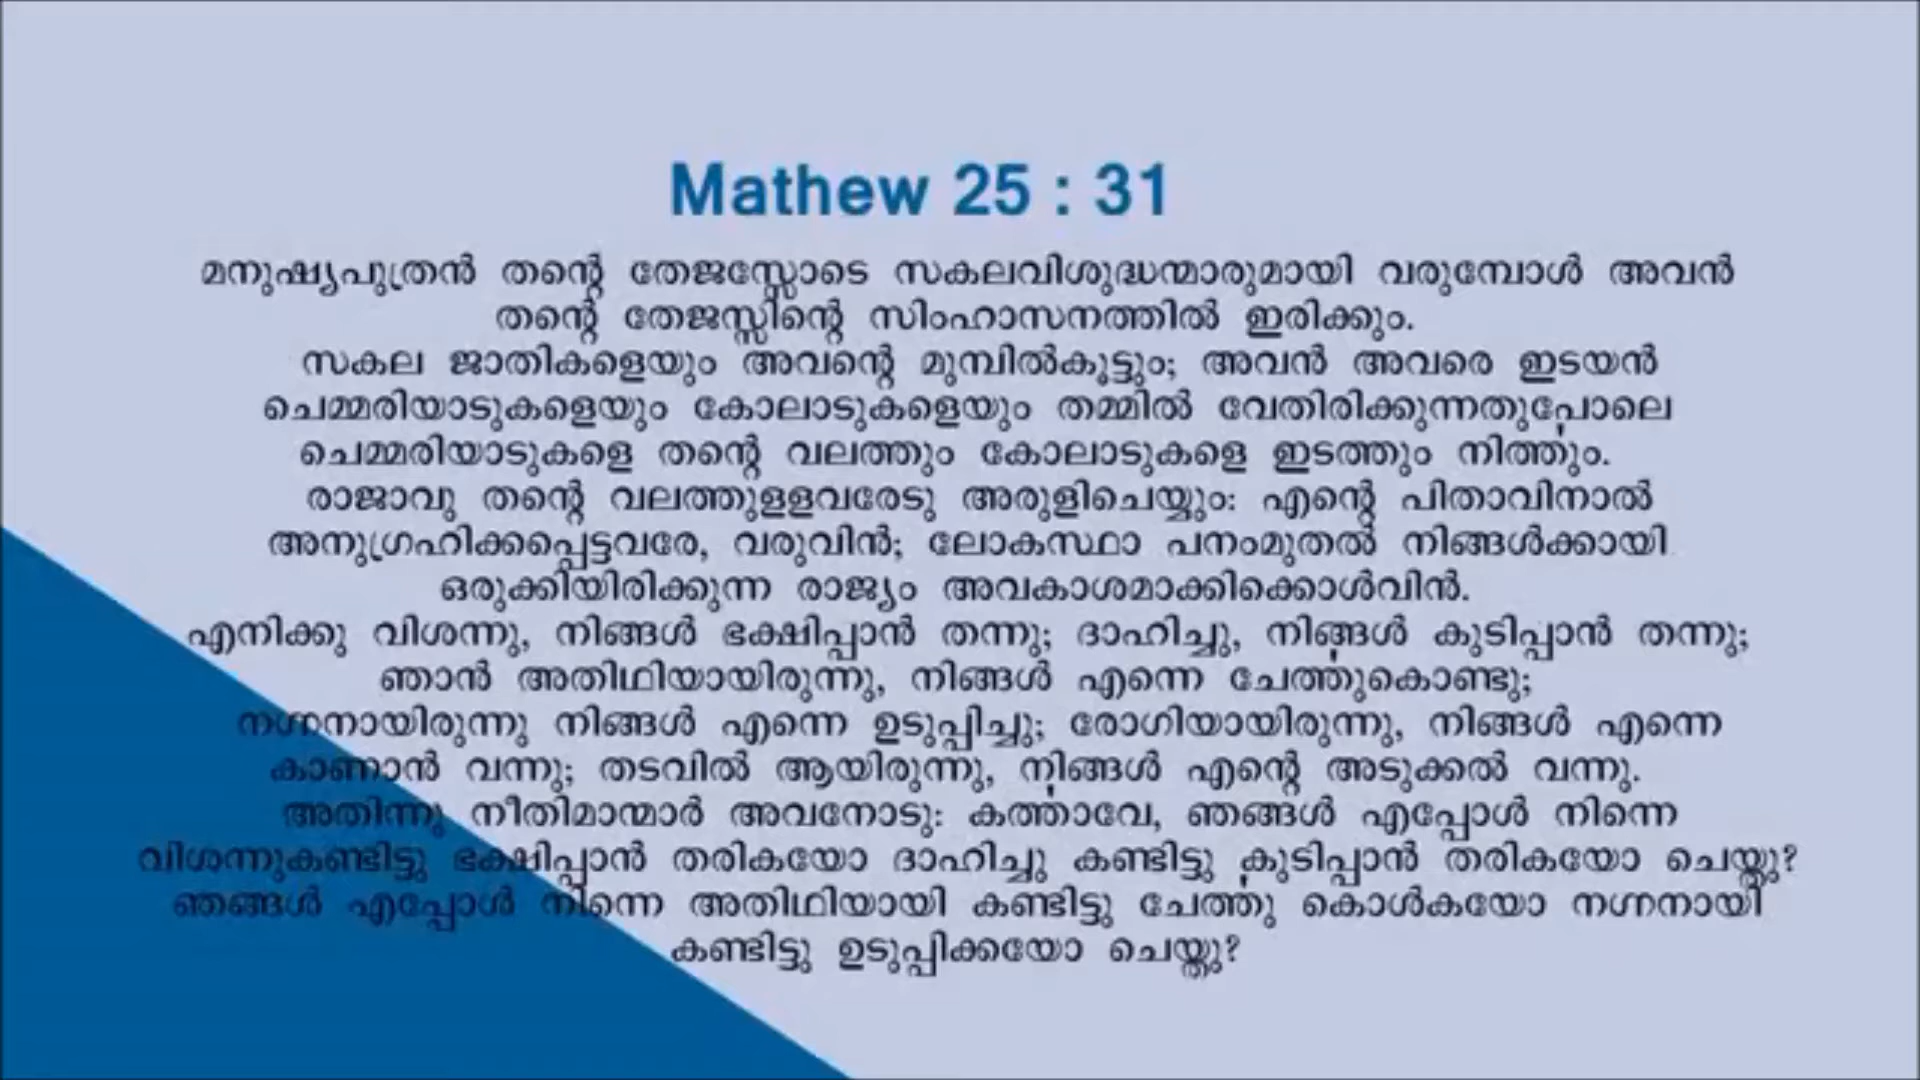 Mathew 25 : 31
മനുഷ്യപുത്രൻ തന്റെ തേജസ്സോടെ സകലവിശുദ്ധന്മാരുമായി വരുമ്പോൾ അവൻ
തന്റെ തേജസ്സിന്റെ സിംഹാസനത്തിൽ ഇരിക്കും.
സകല ജാതികളെയും അവന്റെ മുമ്പിൽകൂട്ടും; അവൻ അവരെ ഇടയൻ
ചെമ്മരിയാടുകളെയും കോലാടുകളെയും തമ്മിൽ വേതിരിക്കുന്നതുപോലെ
ചെമ്മരിയാടുകളെ തന്റെ വലത്തും കോലാടുകളെ ഇടത്തും നിർത്തും.
രാജാവു തന്റെ വലത്തുളളവരേടു അരുളിചെയ്യും: എന്റെ പിതാവിനാൽ
അനുഗ്രഹിക്കപ്പെട്ടവരേ, വരുവിൻ; ലോകസ്ഥാ പനംമുതൽ നിങ്ങൾക്കായി
ഒരുക്കിയിരിക്കുന്ന രാജ്യം അവകാശമാക്കിക്കൊൾവിൻ.
എനിക്കു വിശന്നു, നിങ്ങൾ ഭക്ഷിപ്പാൻ തന്നു; ദാഹിച്ചു, നിങ്ങൾ കുടിപ്പാൻ തന്നു;
ഞാൻ അതിഥിയായിരുന്നു, നിങ്ങൾ എന്നെ ചേർത്തുകൊണ്ടു;
നഗ്നനായിരുന്നു നിങ്ങൾ എന്നെ ഉടുപ്പിച്ചു; രോഗിയായിരുന്നു, നിങ്ങൾ എന്നെ
കാണാൻ വന്നു; തടവിൽ ആയിരുന്നു, നിങ്ങൾ എന്റെ അടുക്കൽ വന്നു.
അതിന്നു നീതിമാന്മാർ അവനോടു: കർത്താവേ, ഞങ്ങൾ എപ്പോൾ നിന്നെ
വിശന്നുകണ്ടിട്ടു ഭക്ഷിപ്പാൻ തരികയോ ദാഹിച്ചു കണ്ടിട്ടു കുടിപ്പാൻ തരികയോ ചെയ്തു?
ഞങ്ങൾ എപ്പോൾ നിന്നെ അതിഥിയായി കണ്ടിട്ടു ചേർത്തു കൊൾകയോ നഗ്നനായി
കണ്ടിട്ടു ഉടുപ്പിക്കയോ ചെയ്തു?